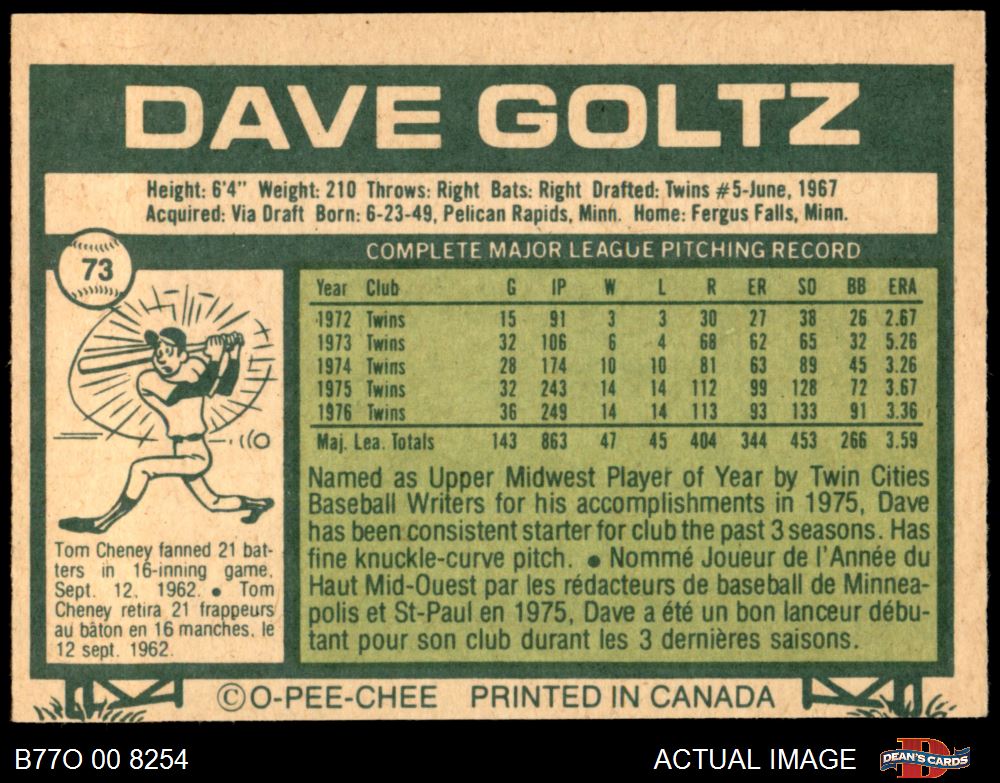 DAVE GOLTZ
Height: 6'4" Weight: 210 Throws: Right Bats: Right Drafted: Twins #5-June, 1967
Acquired: Via Draft Born: 6-23-49, Pelican Rapids, Minn. Home: Fergus Falls, Minn.
73
COMPLETE MAJOR LEAGUE PITCHING RECORD
Year Club G IP W L R ER SO BB ERA
1972 Twins 15 91 3 3 30 27 38 26 2.67
1973 Twins 32 106 6 4 68 62 65 32 5.26
1974 Twins 28 174 10 10 81 63 89 45 3.26
1975 Twins 32 243 14 14 112 99 128 72 3.67
1976 Twins 36 249 14 14 113 93 133 91 3.36
Maj. Lea. Totals 143 863 47 45 404 344 453 266 3.59
Named as Upper Midwest Player of Year by Twin Cities
Baseball Writers for his accomplishments in 1975, Dave
has been consistent starter for club the past 3 seasons. Has
fine knuckle-curve pitch. ● Nommé Joueur de l'Année du
Haut Mid-Ouest par les rédacteurs de baseball de Minnea-
polis et St-Paul en 1975, Dave a été un bon lanceur débu-
tant pour son club durant les 3 dernières saisons.
Tom Cheney fanned 21 bat-
ters in 16-inning game,
Sept. 12, 1962. ● Tom
Cheney retira 21 frappeurs
au bâton en 16 manches, le
12 sept. 1962.
©O-PEE-CHEE PRINTED IN CANADA
B77O 00 8254
ACTUAL IMAGE
D
DEAN'S CARDS